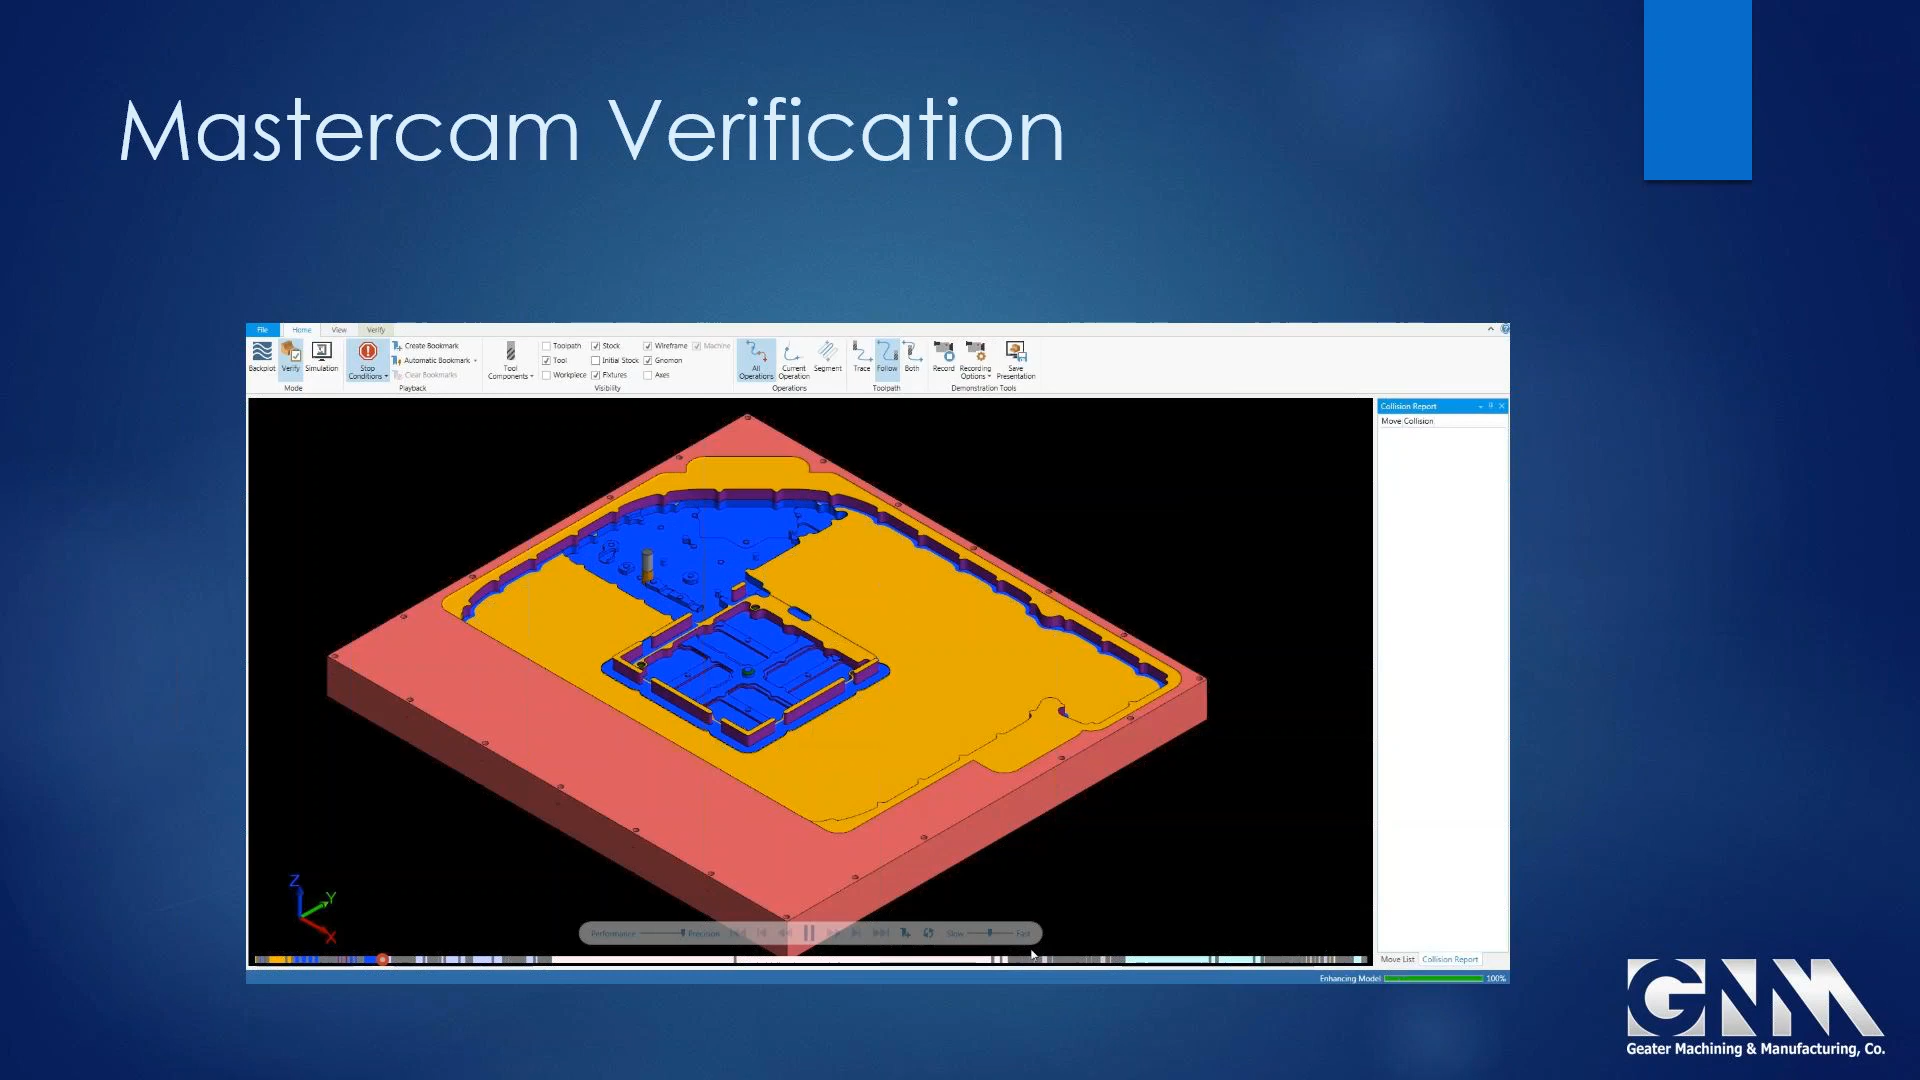 Mastercam Verification
File Home View Verify
Backplot Verify Simulation
Mode
Stop Conditions
Create Bookmark
Automatic Bookmark
Clear Bookmarks
Playback
Tool Components
Toolpath Stock Wireframe Machine
Tool Initial Stock Gnomon
Workpiece Fixtures Axes
Visibility
All Operations
Current Operation
Segment
Operations
Trace Follow Both
Toolpath
Record
Recording Options
Save Presentation
Demonstration Tools
Collision Report
Move Collision
Z
Y
X
Performance Precision Slow Fast
Move List Collision Report
Enhancing Model 100%
GMM
Geater Machining & Manufacturing, Co.